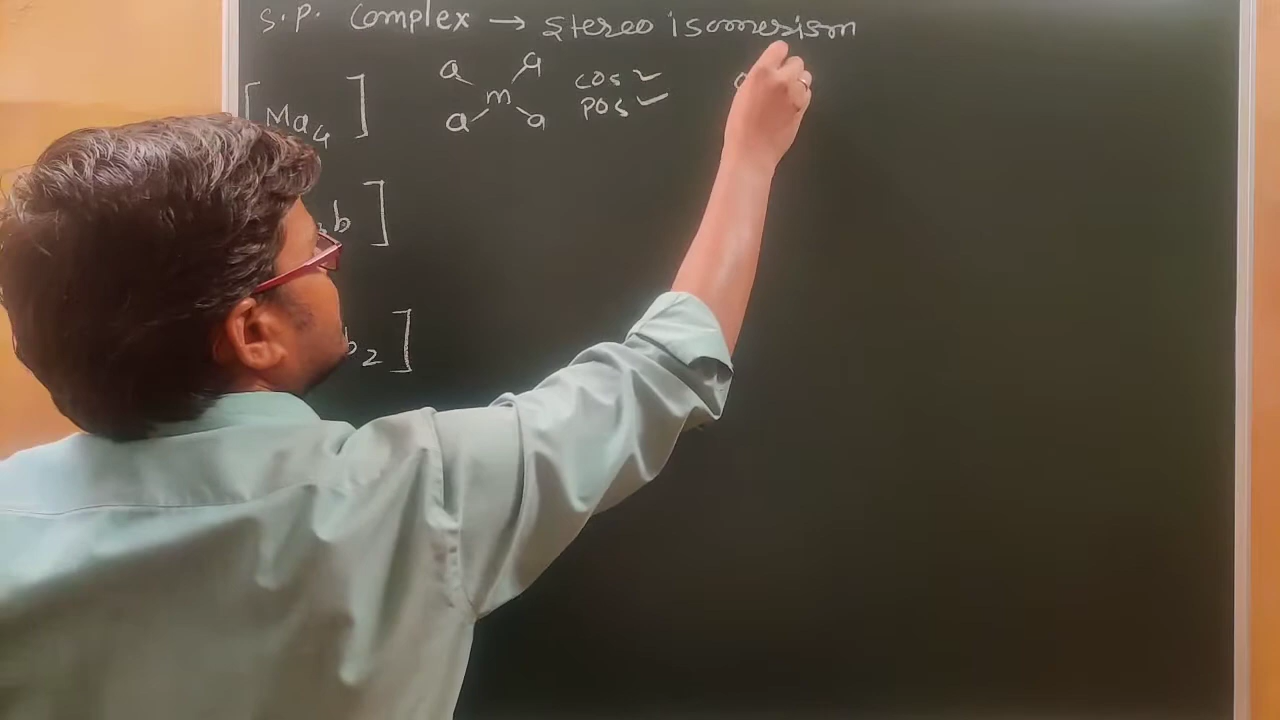 S.P. Complex → stereo isomerism
a a
[Ma4] m COS ✓
a a POS ✓
b]
b2]